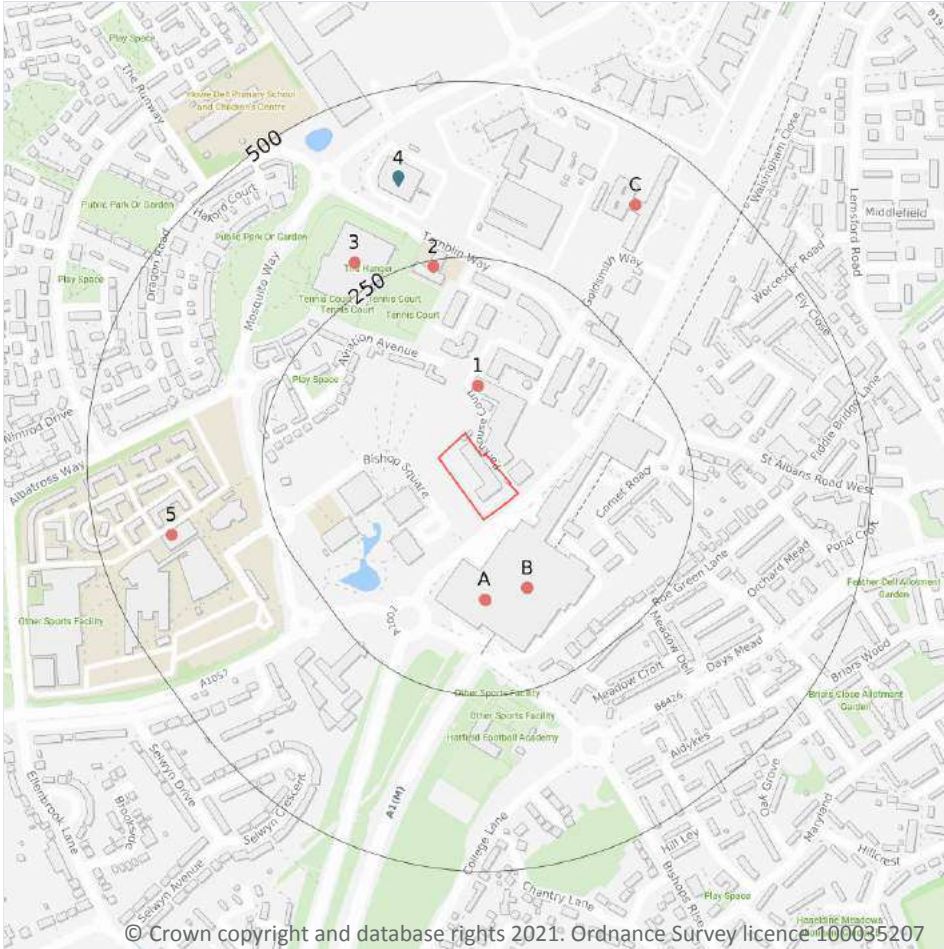 Play Space
The Runway
Howe Dell Primary School
and Children's Centre
500
4
C
Walsingham Close
Lemsford Road
Middlefield
Harford Court
Public Park Or Garden
Public Park Or Garden
Dragon Road
Mosquito Way
3
2
The Hangar
Tamblin Way
Goldsmith Way
Worcester Road
Ely Close
Play Space
250
Tennis Court
Tennis Court
Tennis Court
Tennis Court
Aviation Avenue
Play Space
1
Parkhouse Court
Fiddle Bridge Lane
Nimrod Drive
Albatross Way
Bishop Square
St Albans Road West
Comet Road
5
Pond Croft
Orchard Mead
Roe Green Lane
Feather Dell Allotment
Garden
A
B
A1001
Other Sports Facility
Meadow Dell
Days Mead
Briars Wood
Meadow Croft
A1057
B6426
Briars Close Allotment
Garden
Other Sports Facility
Other Sports Facility
Hatfield Football Academy
Aldykes
Selwyn Drive
Ellenbrook Lane
Brookside
Selwyn Crescent
A1(M)
Oak Grove
Maryland
College Lane
Hill Ley
Hillcrest
Selwyn Avenue
Bishops Rise
Chantry Lane
Play Space
Hazeldine Meadows
© Crown copyright and database rights 2021. Ordnance Survey licence 100035207